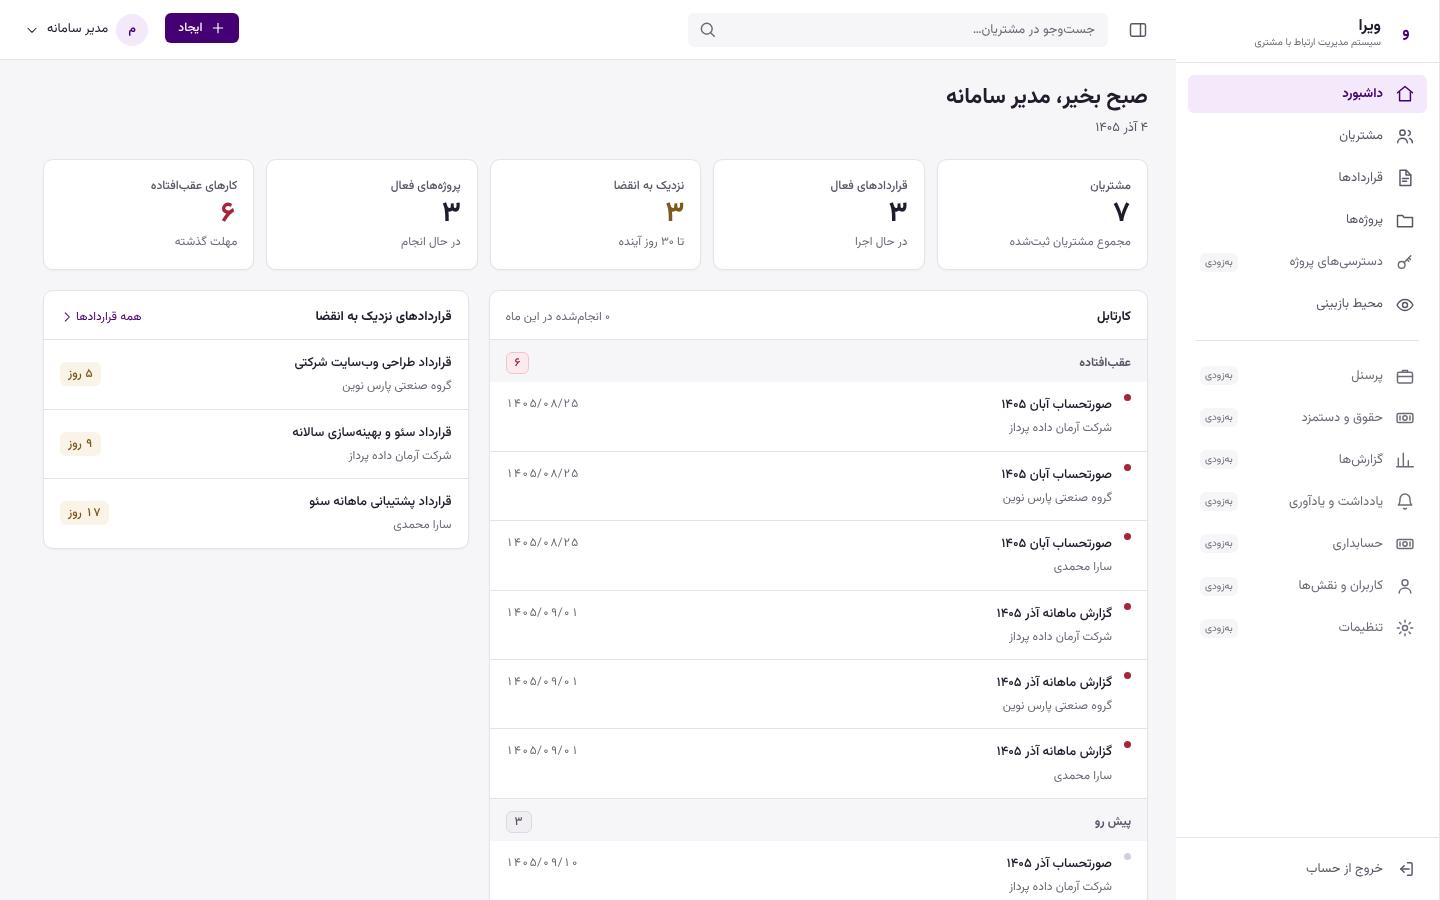 و
ویرا
سیستم مدیریت ارتباط با مشتری
داشبورد
مشتریان
قراردادها
پروژه‌ها
دسترسی‌های پروژه
به‌زودی
محیط بازبینی
پرسنل
به‌زودی
حقوق و دستمزد
به‌زودی
گزارش‌ها
به‌زودی
یادداشت و یادآوری
به‌زودی
حسابداری
به‌زودی
کاربران و نقش‌ها
به‌زودی
تنظیمات
به‌زودی
خروج از حساب
جست‌وجو در مشتریان...
ایجاد
م
مدیر سامانه
صبح بخیر، مدیر سامانه
۴ آذر ۱۴۰۵
مشتریان
۷
مجموع مشتریان ثبت‌شده
قراردادهای فعال
۳
در حال اجرا
نزدیک به انقضا
۳
تا ۳۰ روز آینده
پروژه‌های فعال
۳
در حال انجام
کارهای عقب‌افتاده
۶
مهلت گذشته
کارتابل
۰ انجام‌شده در این ماه
عقب‌افتاده
۶
صورتحساب آبان ۱۴۰۵
۱۴۰۵/۰۸/۲۵
شرکت آرمان داده پرداز
صورتحساب آبان ۱۴۰۵
۱۴۰۵/۰۸/۲۵
گروه صنعتی پارس نوین
صورتحساب آبان ۱۴۰۵
۱۴۰۵/۰۸/۲۵
سارا محمدی
گزارش ماهانه آذر ۱۴۰۵
۱۴۰۵/۰۹/۰۱
شرکت آرمان داده پرداز
گزارش ماهانه آذر ۱۴۰۵
۱۴۰۵/۰۹/۰۱
گروه صنعتی پارس نوین
گزارش ماهانه آذر ۱۴۰۵
۱۴۰۵/۰۹/۰۱
سارا محمدی
پیش رو
۳
صورتحساب آذر ۱۴۰۵
۱۴۰۵/۰۹/۱۰
شرکت آرمان داده پرداز
قراردادهای نزدیک به انقضا
همه قراردادها
قرارداد طراحی وب‌سایت شرکتی
گروه صنعتی پارس نوین
۵ روز
قرارداد سئو و بهینه‌سازی سالانه
شرکت آرمان داده پرداز
۹ روز
قرارداد پشتیبانی ماهانه سئو
سارا محمدی
۱۷ روز